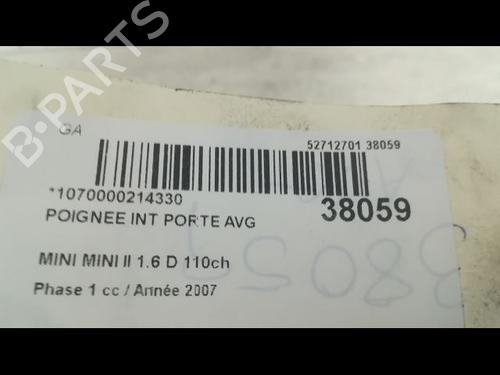 B-PARTS
GA
52712701 38059
*1070000214330
38059
POIGNEE INT PORTE AVG
MINI MINI II 1.6 D 110ch
Phase 1 cc / Année 2007